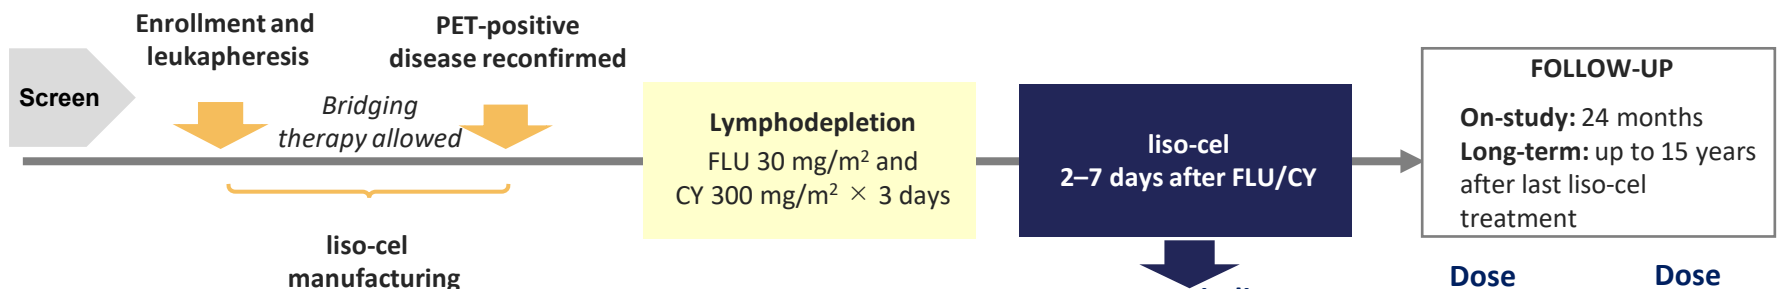 Screen
Enrollment and
leukapheresis
Bridging
therapy allowed
PET-positive
disease reconfirmed
liso-cel
manufacturing
Lymphodepletion
FLU 30 mg/m² and
CY 300 mg/m² × 3 days
liso-cel
2–7 days after FLU/CY
FOLLOW-UP
On-study: 24 months
Long-term: up to 15 years
after last liso-cel
treatment
Dose
Dose